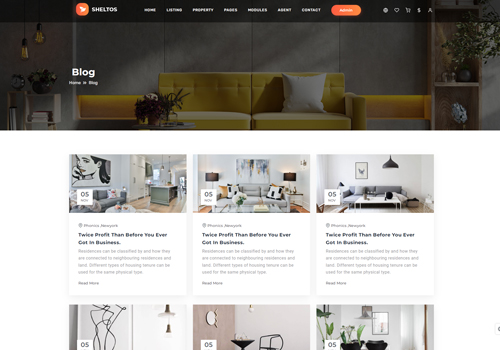 SHELTOS
HOME LISTING PROPERTY PAGES MODULES AGENT CONTACT
$
Blog
Home » Blog
05 NOV
05 NOV
05 NOV
Phonics ,Newyork
Twice Profit Than Before You Ever
Got In Business.
Residences can be classified by and how they
are connected to neighbouring residences and
land. Different types of housing tenure can be
used for the same physical type.
Read More
Phonics ,Newyork
Twice Profit Than Before You Ever
Got In Business.
Residences can be classified by and how they
are connected to neighbouring residences and
land. Different types of housing tenure can be
used for the same physical type.
Read More
Phonics ,Newyork
Twice Profit Than Before You Ever
Got In Business.
Residences can be classified by and how they
are connected to neighbouring residences and
land. Different types of housing tenure can be
used for the same physical type.
Read More
05
05
05